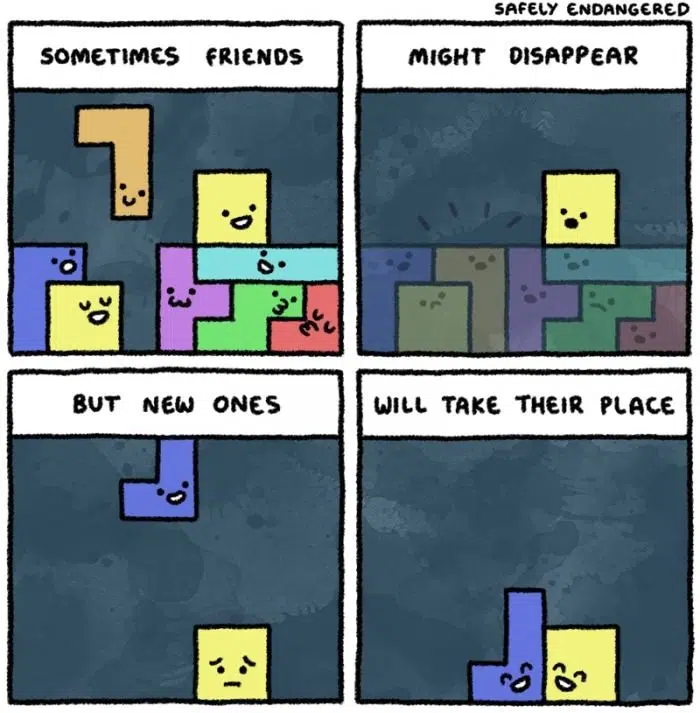 SAFELY ENDANGERED
SOMETIMES FRIENDS
MIGHT DISAPPEAR
BUT NEW ONES
WILL TAKE THEIR PLACE